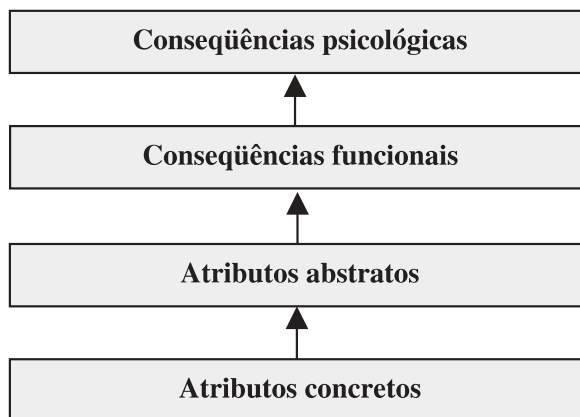 Conseqüências psicológicas
Conseqüências funcionais
Atributos abstratos
Atributos concretos